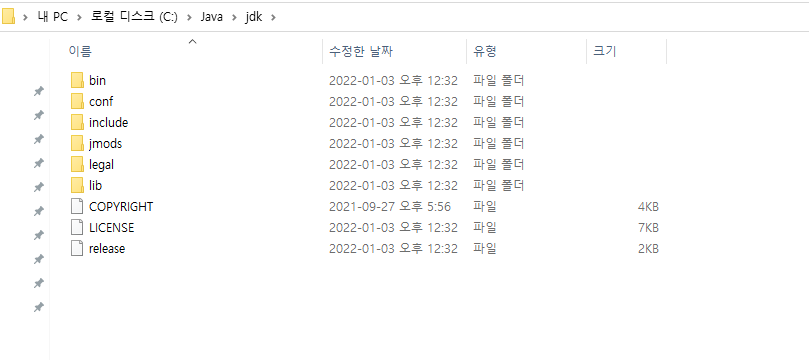 내 PC > 로컬 디스크 (C:) > Java > jdk >
이름 수정한 날짜 유형 크기
bin 2022-01-03 오후 12:32 파일 폴더
conf 2022-01-03 오후 12:32 파일 폴더
include 2022-01-03 오후 12:32 파일 폴더
jmods 2022-01-03 오후 12:32 파일 폴더
legal 2022-01-03 오후 12:32 파일 폴더
lib 2022-01-03 오후 12:32 파일 폴더
COPYRIGHT 2021-09-27 오후 5:56 파일 4KB
LICENSE 2022-01-03 오후 12:32 파일 7KB
release 2022-01-03 오후 12:32 파일 2KB